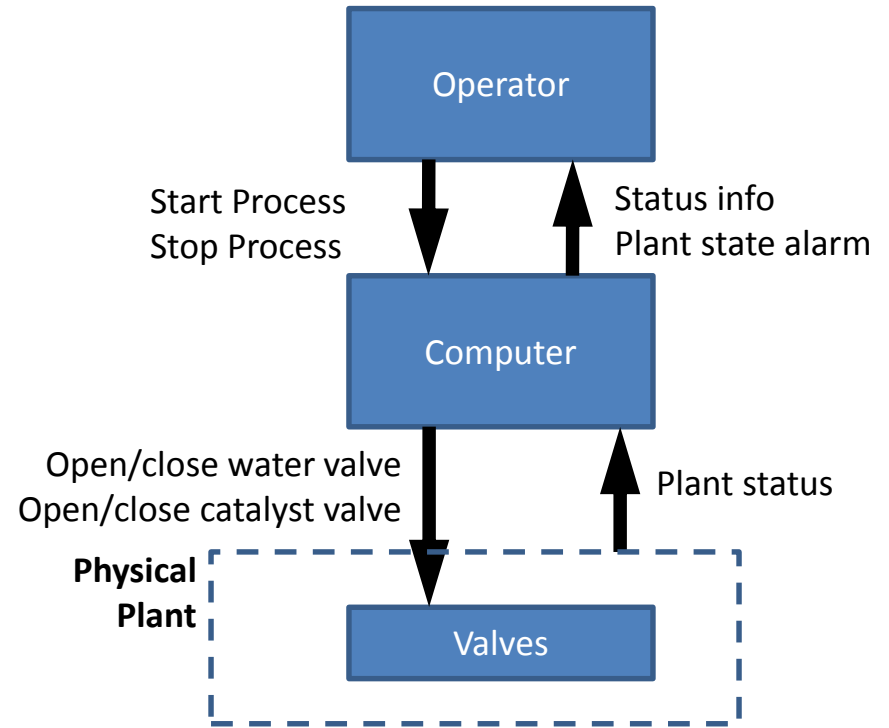 Operator
Start Process
Stop Process
Status info
Plant state alarm
Computer
Open/close water valve
Open/close catalyst valve
Plant status
Physical
Plant
Valves